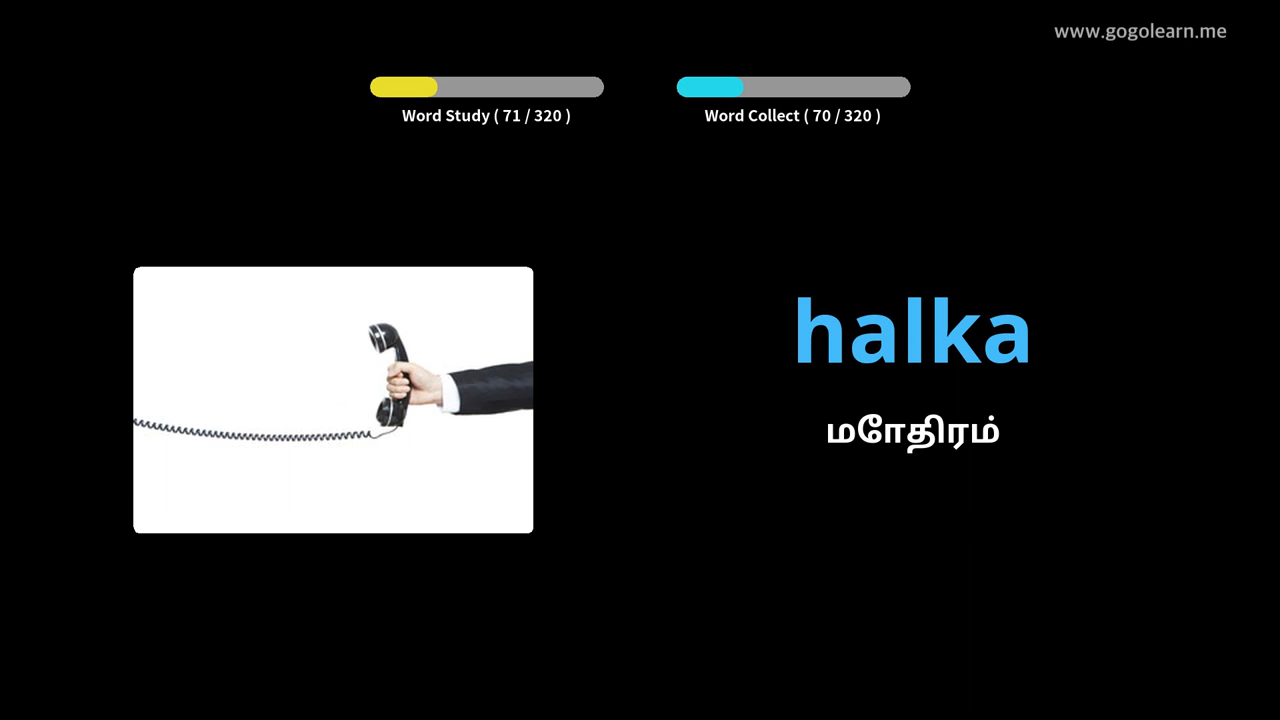 www.gogolearn.me
Word Study ( 71 / 320 )
Word Collect ( 70 / 320 )
halka
மோதிரம்